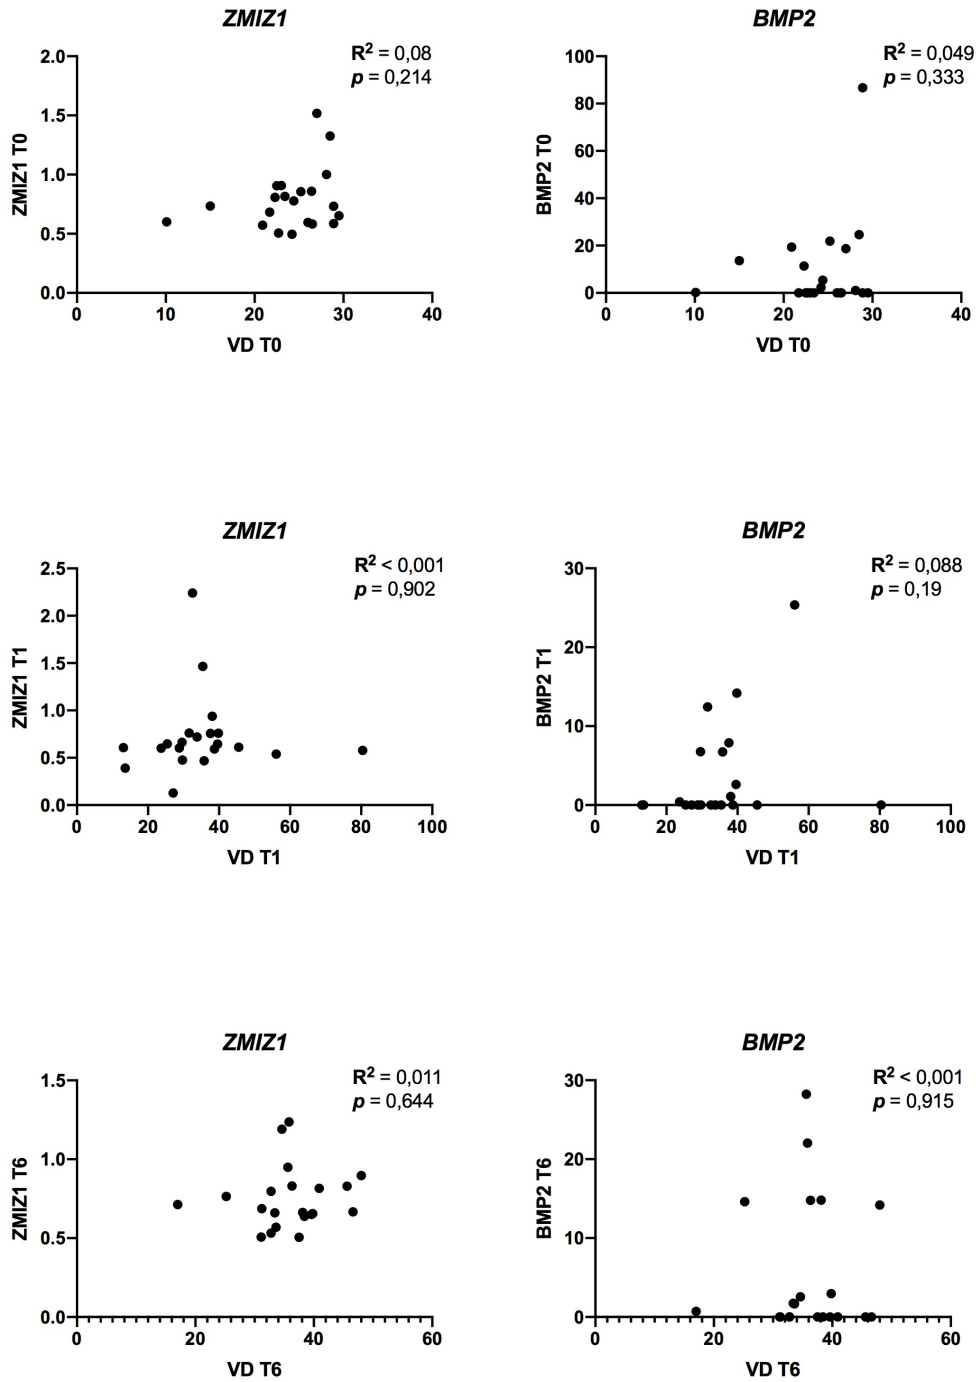 ZMIZ1
R² = 0,08
p = 0,214
2.0
1.5
1.0
0.5
0.0
ZMIZ1 T0
0 10 20 30 40
VD T0
BMP2
R² = 0,049
p = 0,333
100
80
60
40
20
0
BMP2 T0
0 10 20 30 40
VD T0
ZMIZ1
R² < 0,001
p = 0,902
2.5
2.0
1.5
1.0
0.5
0.0
ZMIZ1 T1
0 20 40 60 80 100
VD T1
BMP2
R² = 0,088
p = 0,19
30
20
10
0
BMP2 T1
0 20 40 60 80 100
VD T1
ZMIZ1
R² = 0,011
p = 0,644
1.5
1.0
0.5
0.0
ZMIZ1 T6
0 20 40 60
VD T6
BMP2
R² < 0,001
p = 0,915
30
20
10
0
BMP2 T6
0 20 40 60
VD T6